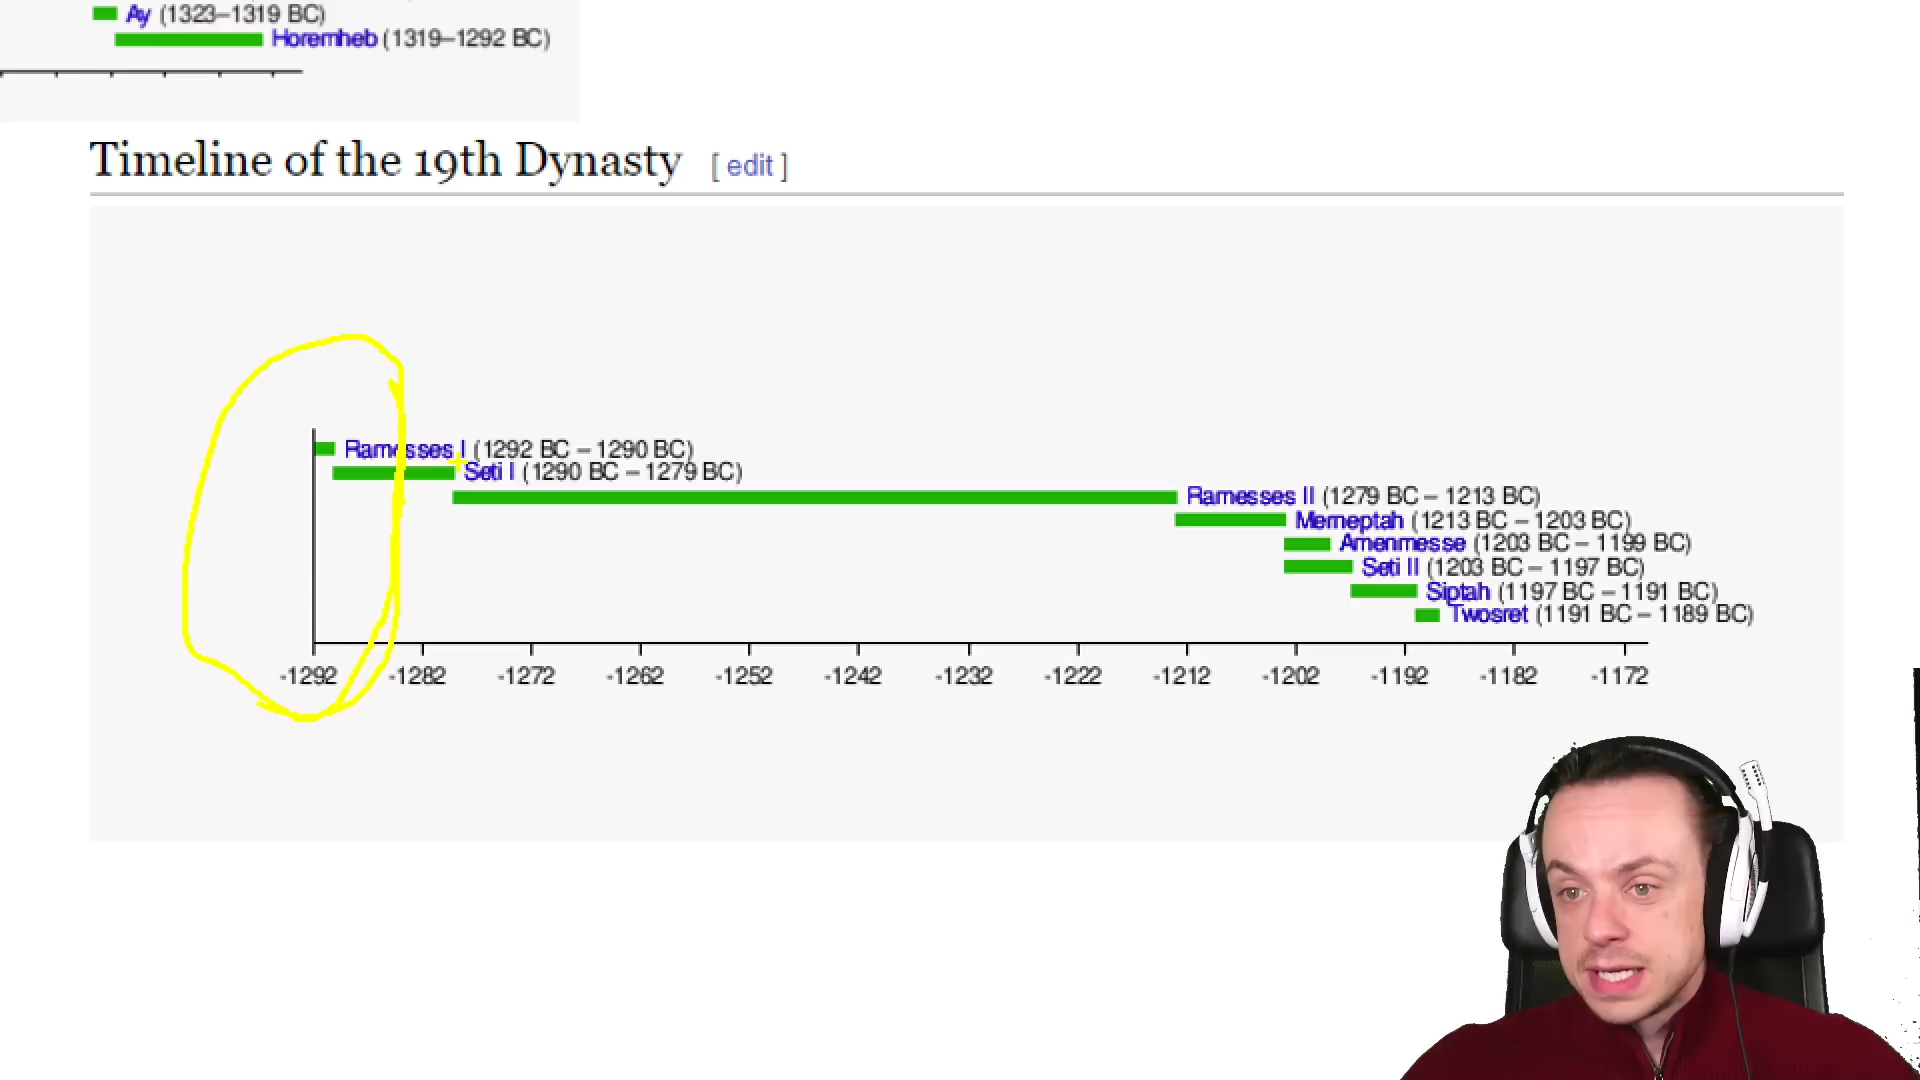 Ay (1323–1319 BC)
Horemheb (1319–1292 BC)
Timeline of the 19th Dynasty [ edit ]
Ramesses I (1292 BC – 1290 BC)
Seti I (1290 BC – 1279 BC)
Ramesses II (1279 BC – 1213 BC)
Merneptah (1213 BC – 1203 BC)
Amenmesse (1203 BC – 1199 BC)
Seti II (1203 BC – 1197 BC)
Siptah (1197 BC – 1191 BC)
Twosret (1191 BC – 1189 BC)
-1292 -1282 -1272 -1262 -1252 -1242 -1232 -1222 -1212 -1202 -1192 -1182 -1172